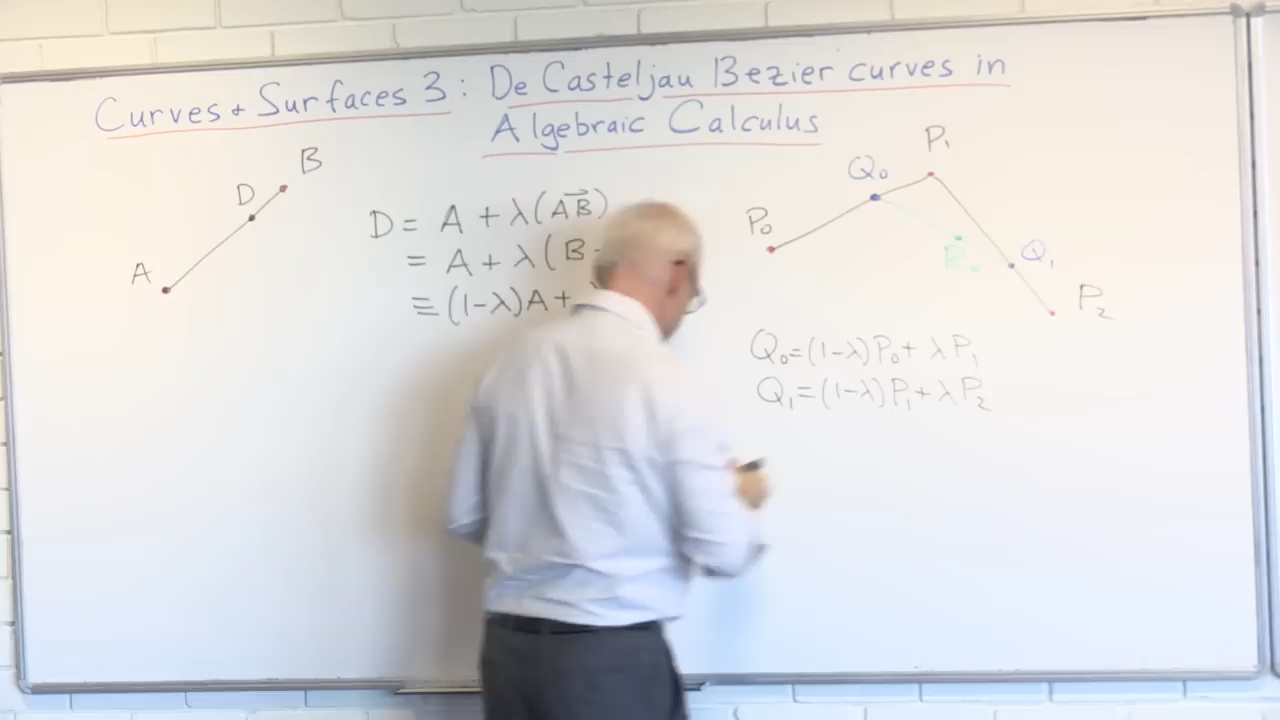 Curves + Surfaces 3: De Casteljau Bezier curves in
Algebraic Calculus
A
D
B
D = A + λ(AB⃗)
= A + λ(B-
= (1-λ)A +
P₀
Q₀
P₁
R₀
Q₁
P₂
Q₀=(1-λ)P₀+ λP₁
Q₁=(1-λ)P₁+ λP₂